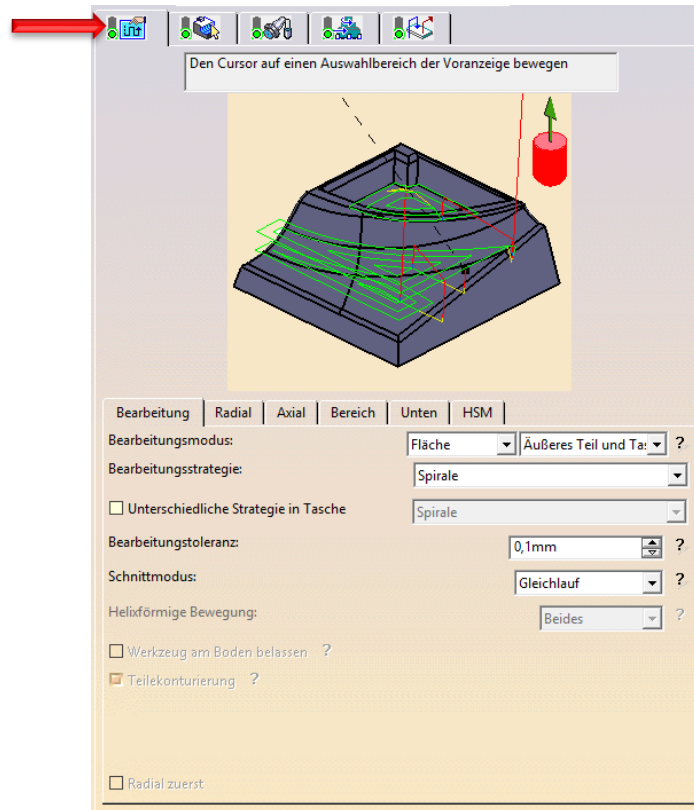 Den Cursor auf einen Auswahlbereich der Voranzeige bewegen
Bearbeitung Radial Axial Bereich Unten HSM
Bearbeitungsmodus: Fläche Äußeres Teil und Ta: ?
Bearbeitungsstrategie: Spirale
Unterschiedliche Strategie in Tasche Spirale
Bearbeitungstoleranz: 0,1mm ?
Schnittmodus: Gleichlauf ?
Helixförmige Bewegung: Beides ?
Werkzeug am Boden belassen ?
Teilekonturierung ?
Radial zuerst